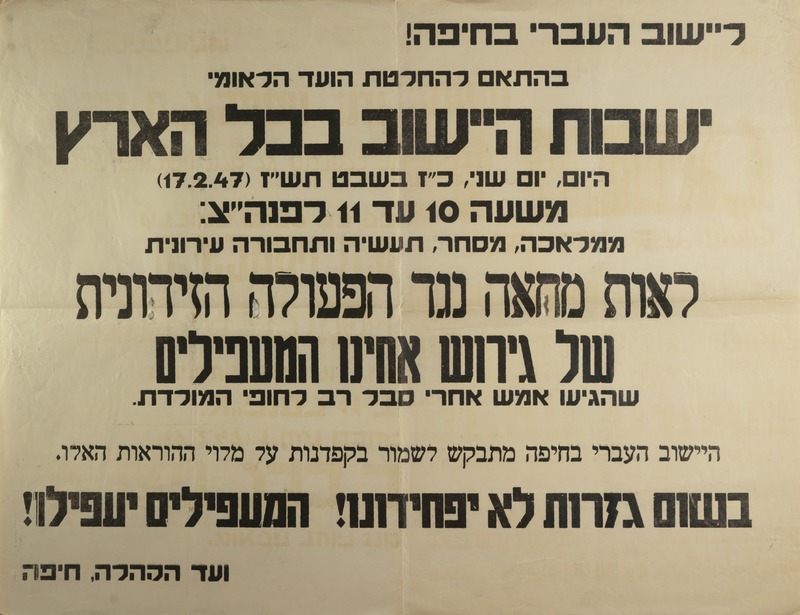 ליישוב העברי בחיפה!
בהתאם להחלטת הועד הלאומי
ישבות היישוב בכל הארץ
היום, יום שני, כ״ז בשבט תש״ז (17.2.47)
משעה 10 עד 11 לפנה״צ:
ממלאכה, מסחר, תעשיה ותחבורה עירונית
לאות מחאה נגד הפעולה הזידונית
של גירוש אחינו המעפילים
שהגיעו אמש אחרי סבל רב לחופי המולדת.
היישוב העברי בחיפה מתבקש לשמור בקפדנות על מלוי ההוראות האלו.
בשום גזרות לא יפחידונו! המעפילים יעפילו!
ועד הקהלה, חיפה